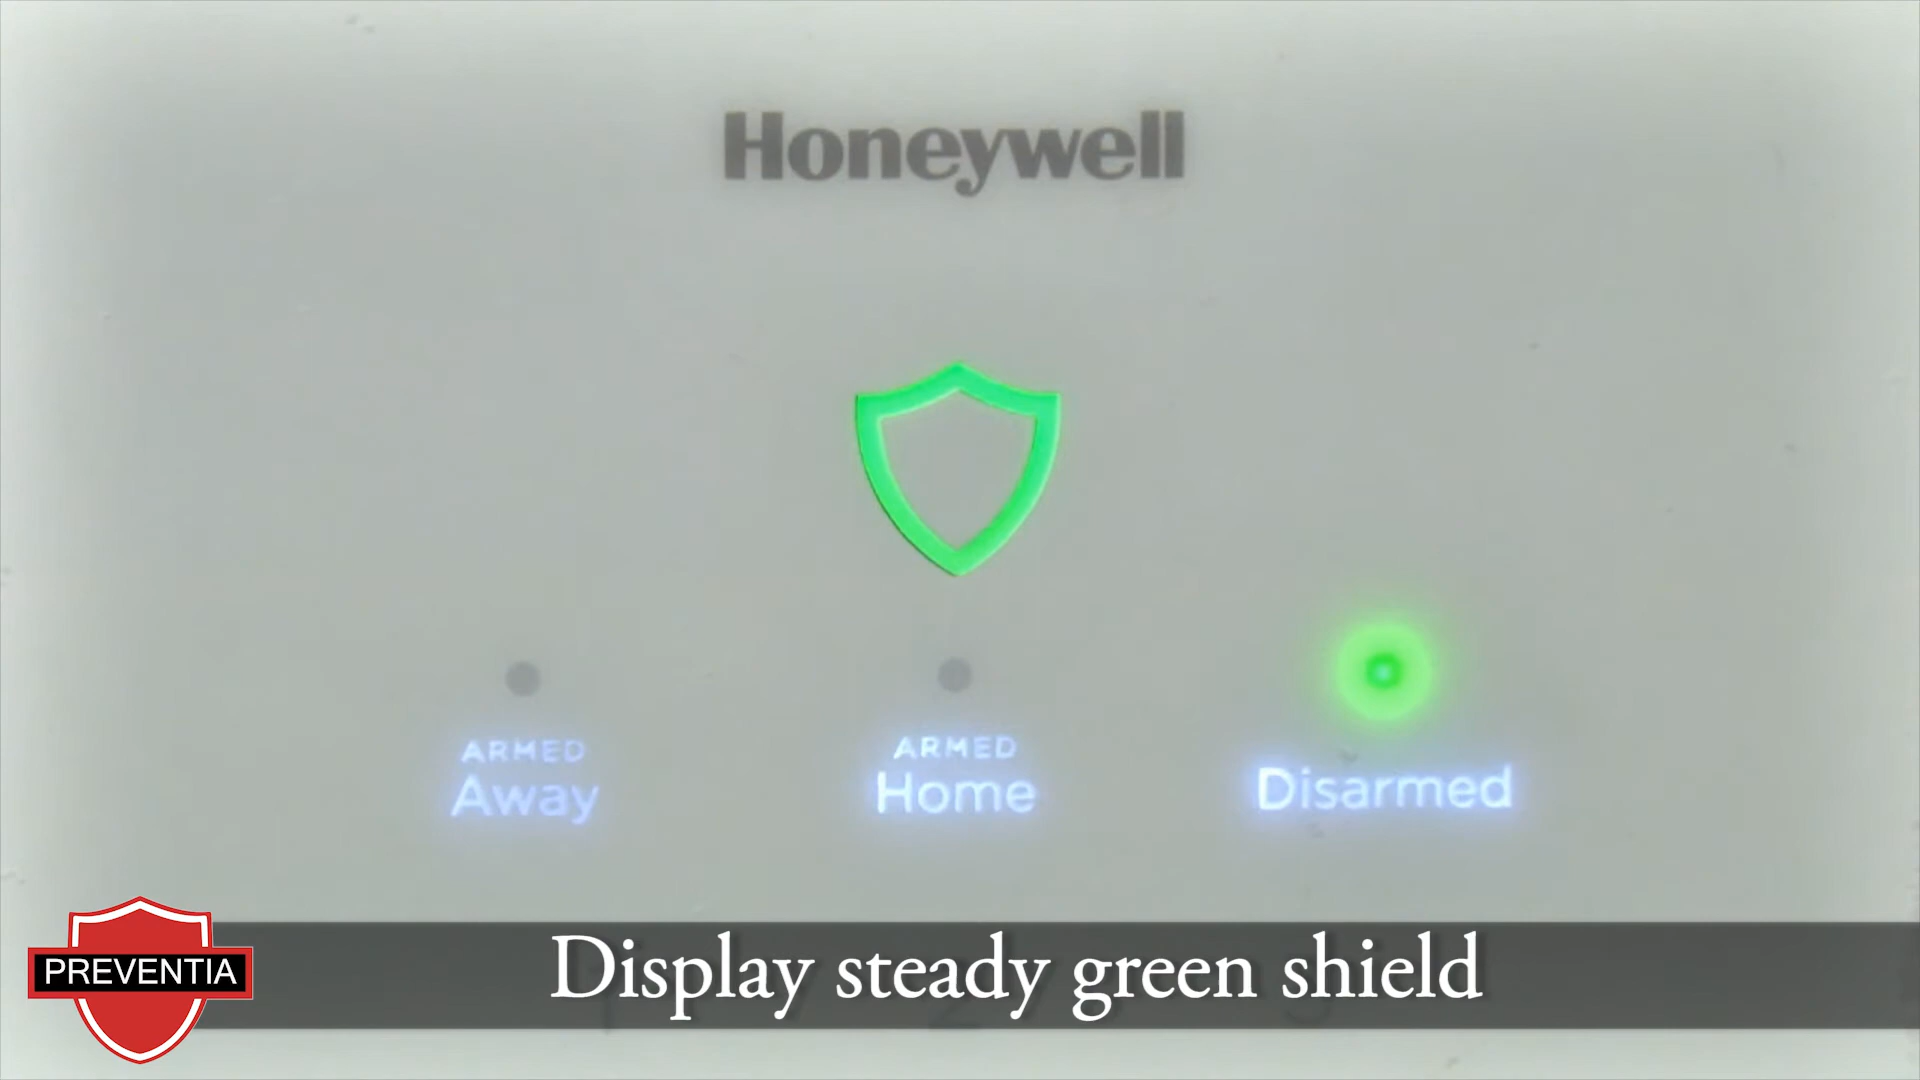 Honeywell
ARMED
Away
ARMED
Home
Disarmed
PREVENTIA
Display steady green shield